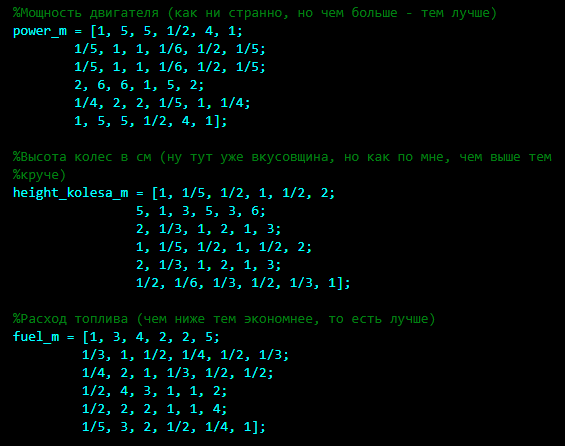 %Мощность двигателя (как ни странно, но чем больше - тем лучше)
power_m = [1, 5, 5, 1/2, 4, 1;
1/5, 1, 1, 1/6, 1/2, 1/5;
1/5, 1, 1, 1/6, 1/2, 1/5;
2, 6, 6, 1, 5, 2;
1/4, 2, 2, 1/5, 1, 1/4;
1, 5, 5, 1/2, 4, 1];
%Высота колес в см (ну тут уже вкусовщина, но как по мне, чем выше тем
%круче)
height_kolesa_m = [1, 1/5, 1/2, 1, 1/2, 2;
5, 1, 3, 5, 3, 6;
2, 1/3, 1, 2, 1, 3;
1, 1/5, 1/2, 1, 1/2, 2;
2, 1/3, 1, 2, 1, 3;
1/2, 1/6, 1/3, 1/2, 1/3, 1];
%Расход топлива (чем ниже тем экономнее, то есть лучше)
fuel_m = [1, 3, 4, 2, 2, 5;
1/3, 1, 1/2, 1/4, 1/2, 1/3;
1/4, 2, 1, 1/3, 1/2, 1/2;
1/2, 4, 3, 1, 1, 2;
1/2, 2, 2, 1, 1, 4;
1/5, 3, 2, 1/2, 1/4, 1];